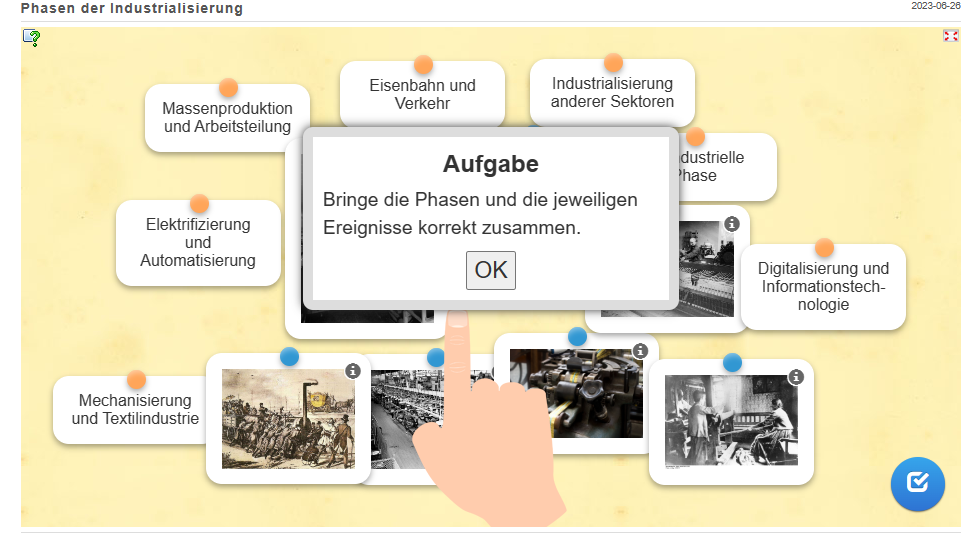 Phasen der Industrialisierung
2023-06-26
Massenproduktion
und Arbeitsteilung
Eisenbahn und
Verkehr
Industrialisierung
anderer Sektoren
Aufgabe
Bringe die Phasen und die jeweiligen
Ereignisse korrekt zusammen.
OK
dustrielle
Phase
Elektrifizierung
und
Automatisierung
Digitalisierung und
Informationstech-
nologie
Mechanisierung
und Textilindustrie